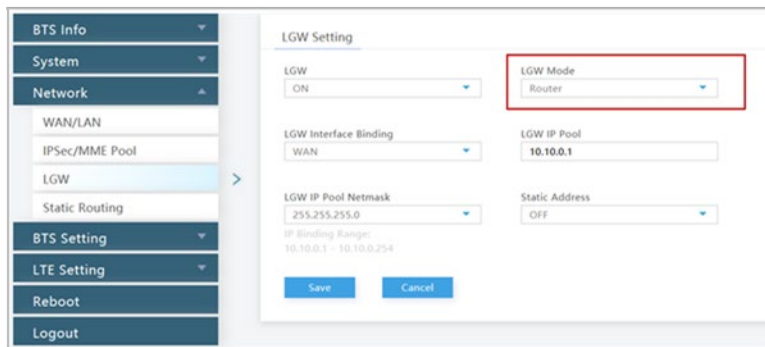 BTS Info
System
Network
WAN/LAN
IPSec/MME Pool
LGW
Static Routing
BTS Setting
LTE Setting
Reboot
Logout
LGW Setting
LGW
ON
LGW Mode
Router
LGW Interface Binding
WAN
LGW IP Pool
10.10.0.1
LGW IP Pool Netmask
255.255.255.0
IP Binding Range:
10.10.0.1 - 10.10.0.254
Static Address
OFF
Save
Cancel